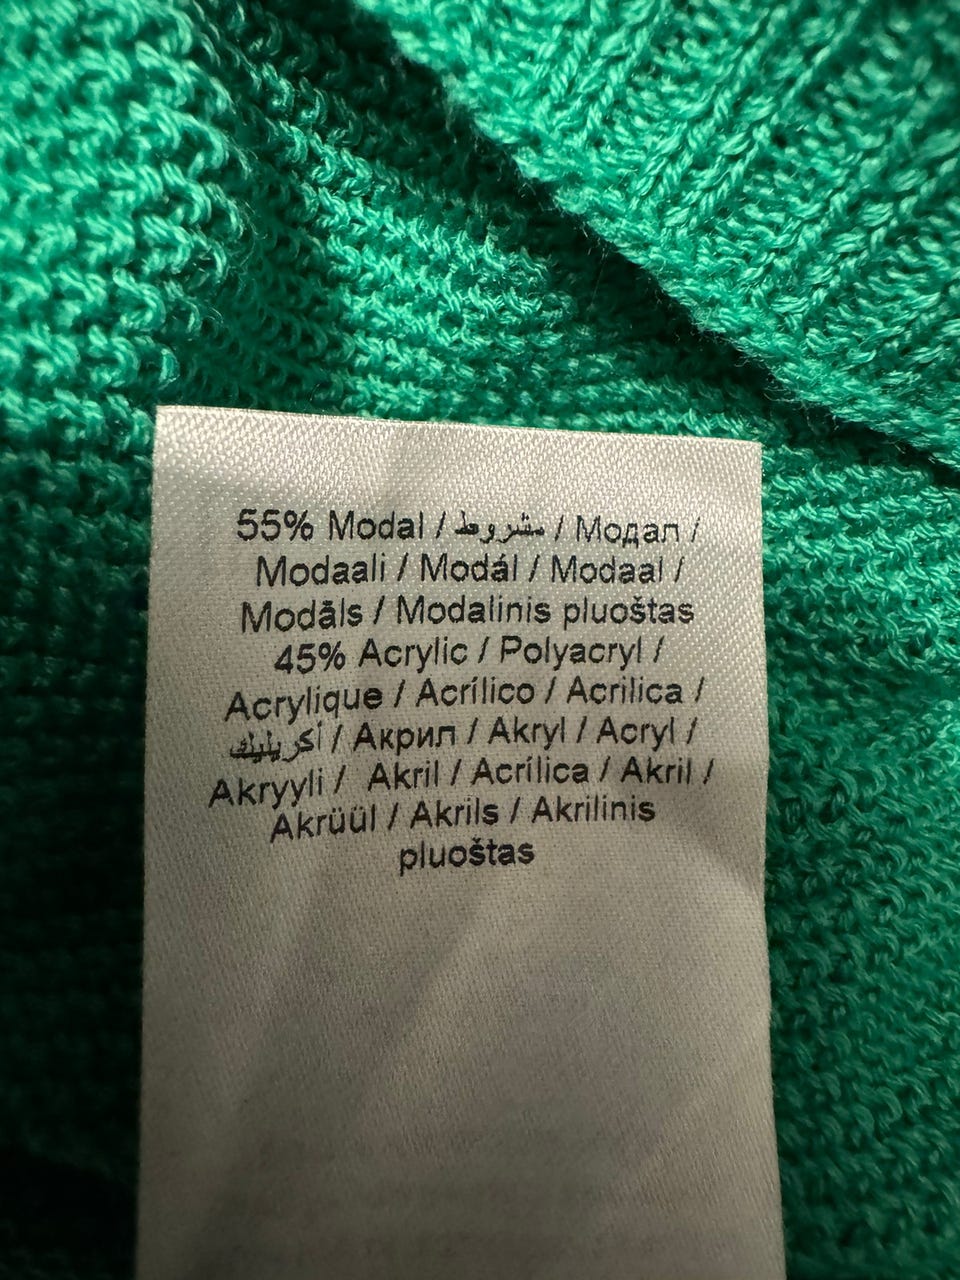 55% Modal / مشروط / Модал /
Modaali / Modál / Modaal /
Modāls / Modalinis pluoštas
45% Acrylic / Polyacryl /
Acrylique / Acrílico / Acrilica /
أكريليك / Акрил / Akryl / Acryl /
Akryyli / Akril / Acrílica / Akril /
Akrüül / Akrils / Akrilinis
pluoštas